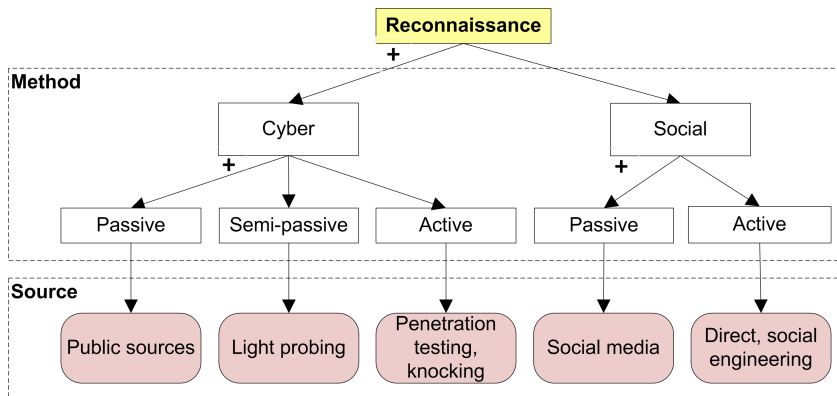 Reconnaissance
+
Method
Cyber
Social
+
+
Passive
Semi-passive
Active
Passive
Active
Source
Public sources
Light probing
Penetration
testing,
knocking
Social media
Direct, social
engineering